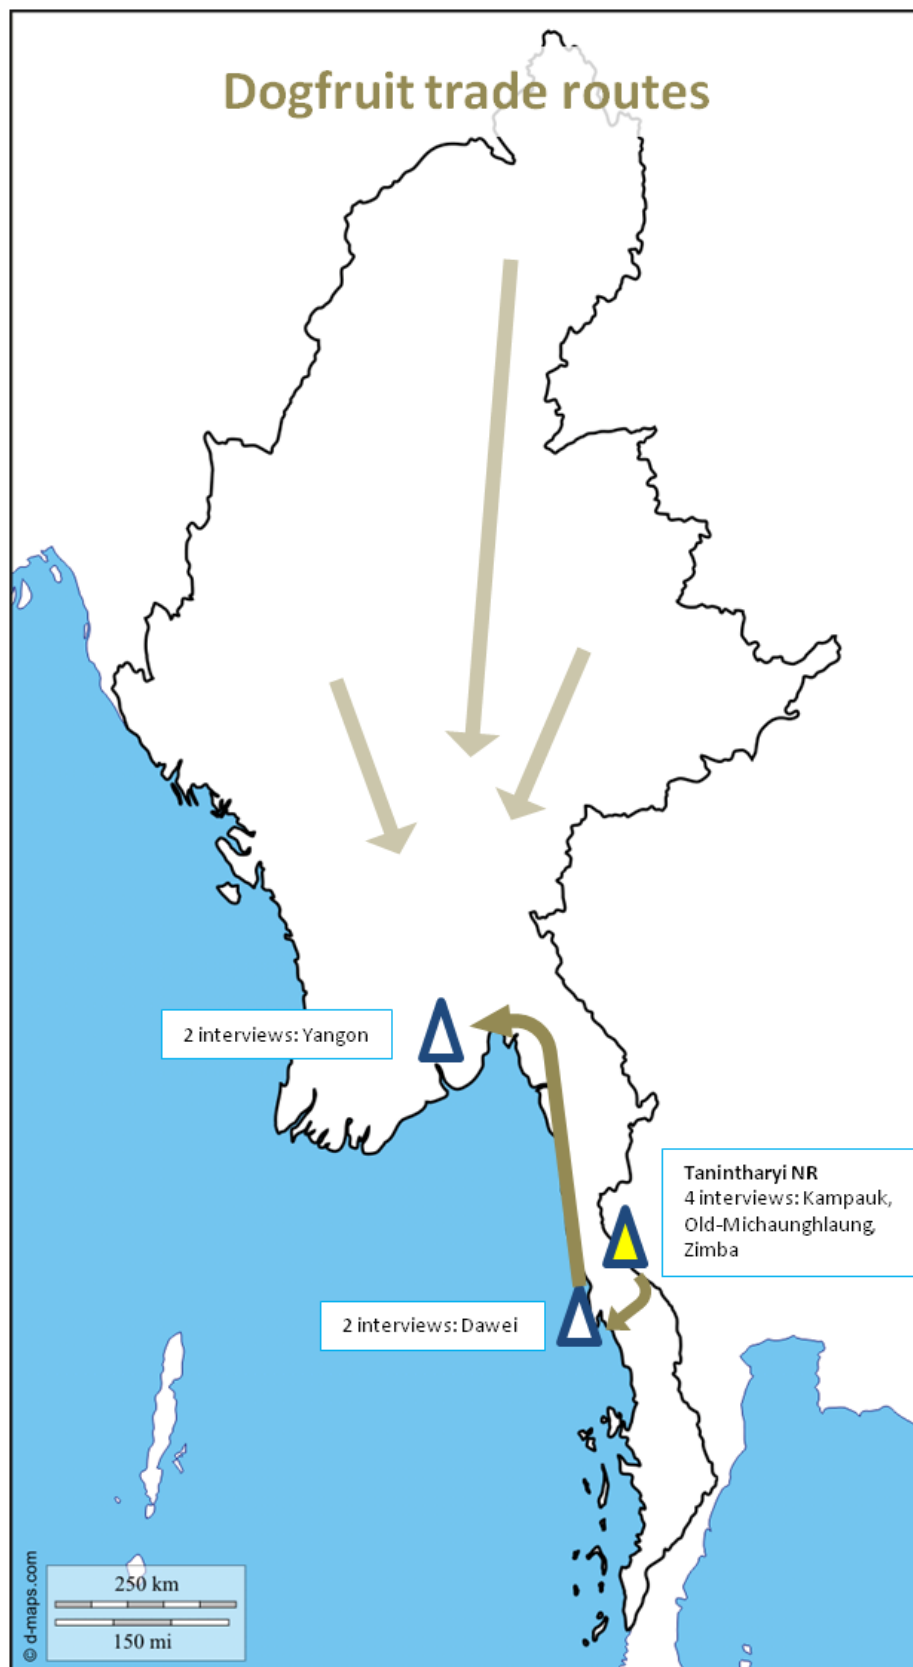 Dogfruit trade routes
2 interviews: Yangon
Tanintharyi NR
4 interviews: Kampauk,
Old-Michaunghlaung,
Zimba
2 interviews: Dawei
250 km
150 mi
© d-maps.com